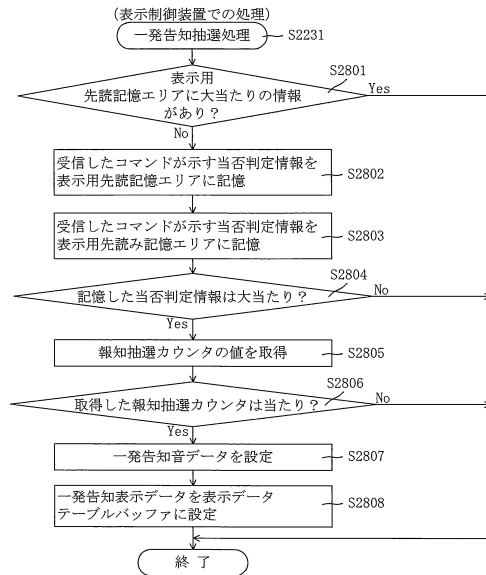 (表示制御装置での処理)
一発告知抽選処理
S2231
表示用
先読記憶エリアに大当たりの情報
があり？
S2801
Yes
No
受信したコマンドが示す当否判定情報を
表示用先読記憶エリアに記憶
S2802
受信したコマンドが示す当否判定情報を
表示用先読み記憶エリアに記憶
S2803
記憶した当否判定情報は大当たり？
S2804
No
Yes
報知抽選カウンタの値を取得
S2805
取得した報知抽選カウンタは当たり？
S2806
No
Yes
一発告知音データを設定
S2807
一発告知表示データを表示データ
テーブルバッファに設定
S2808
終 了